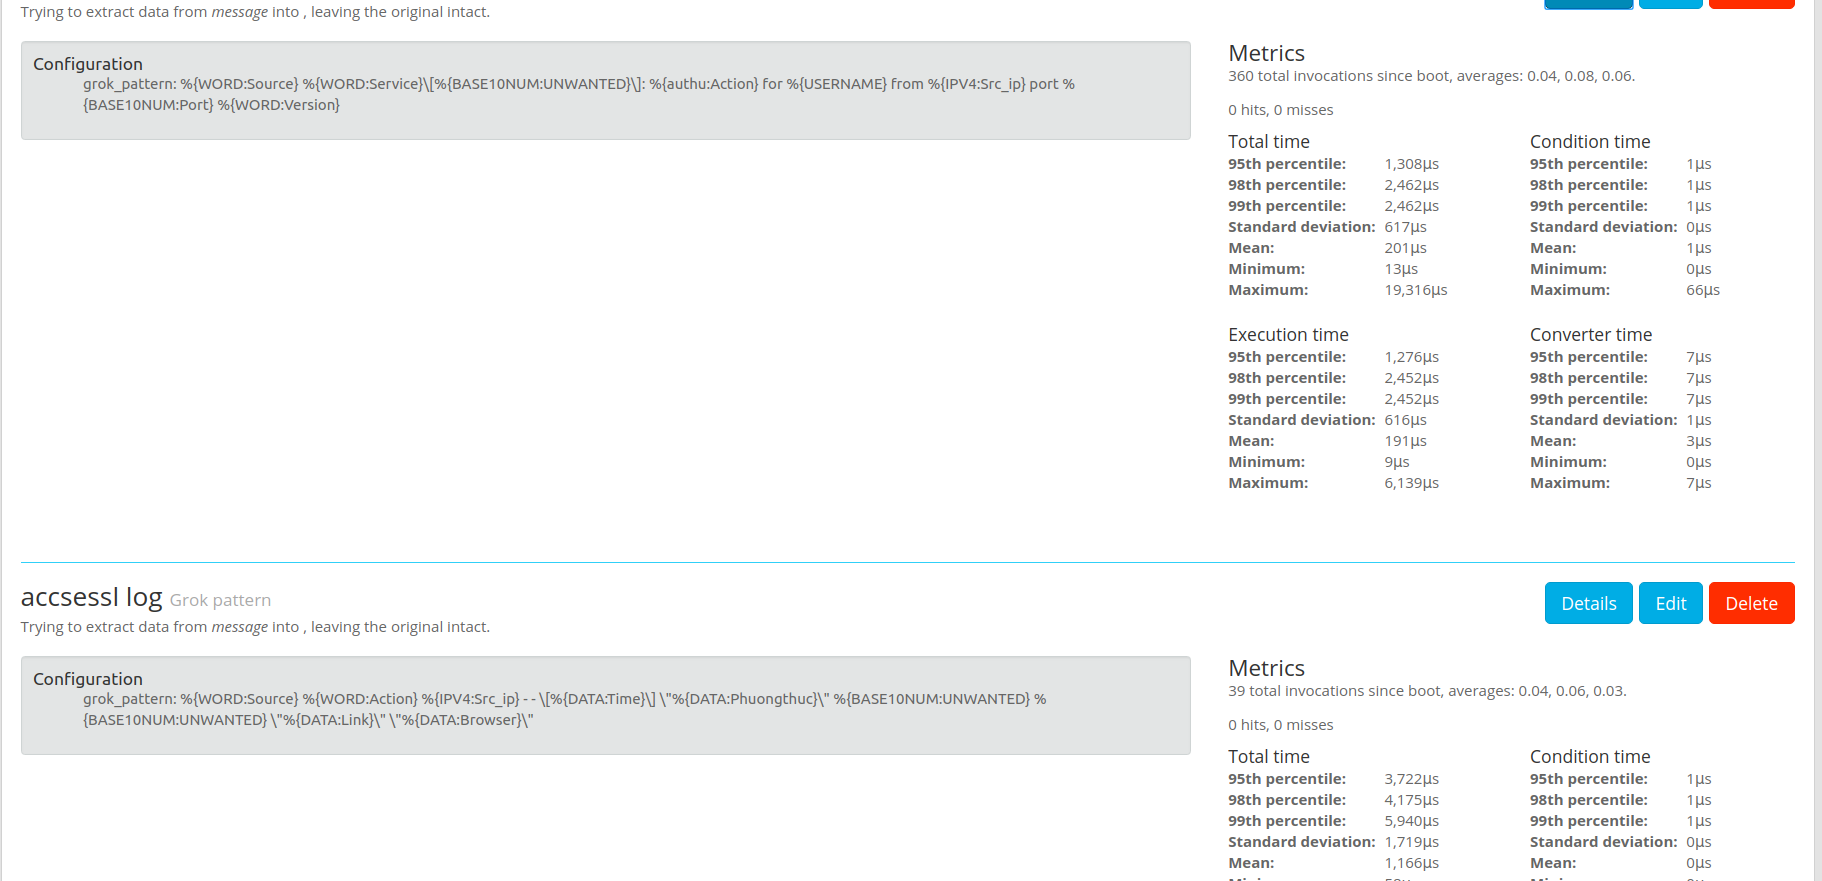 Trying to extract data from message into , leaving the original intact.
Configuration
grok_pattern: %{WORD:Source} %{WORD:Service}\[%{BASE10NUM:UNWANTED}\]: %{authu:Action} for %{USERNAME} from %{IPV4:Src_ip} port %
{BASE10NUM:Port} %{WORD:Version}
Metrics
360 total invocations since boot, averages: 0.04, 0.08, 0.06.
0 hits, 0 misses
Total time
95th percentile: 1,308µs
98th percentile: 2,462µs
99th percentile: 2,462µs
Standard deviation: 617µs
Mean: 201µs
Minimum: 13µs
Maximum: 19,316µs
Condition time
95th percentile: 1µs
98th percentile: 1µs
99th percentile: 1µs
Standard deviation: 0µs
Mean: 1µs
Minimum: 0µs
Maximum: 66µs
Execution time
95th percentile: 1,276µs
98th percentile: 2,452µs
99th percentile: 2,452µs
Standard deviation: 616µs
Mean: 191µs
Minimum: 9µs
Maximum: 6,139µs
Converter time
95th percentile: 7µs
98th percentile: 7µs
99th percentile: 7µs
Standard deviation: 1µs
Mean: 3µs
Minimum: 0µs
Maximum: 7µs
accsessl log Grok pattern
Details Edit Delete
Trying to extract data from message into , leaving the original intact.
Configuration
grok_pattern: %{WORD:Source} %{WORD:Action} %{IPV4:Src_ip} - - \[%{DATA:Time}\] \"%{DATA:Phuongthuc}\" %{BASE10NUM:UNWANTED} %
{BASE10NUM:UNWANTED} \"%{DATA:Link}\" \"%{DATA:Browser}\"
Metrics
39 total invocations since boot, averages: 0.04, 0.06, 0.03.
0 hits, 0 misses
Total time
95th percentile: 3,722µs
98th percentile: 4,175µs
99th percentile: 5,940µs
Standard deviation: 1,719µs
Mean: 1,166µs
Condition time
95th percentile: 1µs
98th percentile: 1µs
99th percentile: 1µs
Standard deviation: 0µs
Mean: 0µs